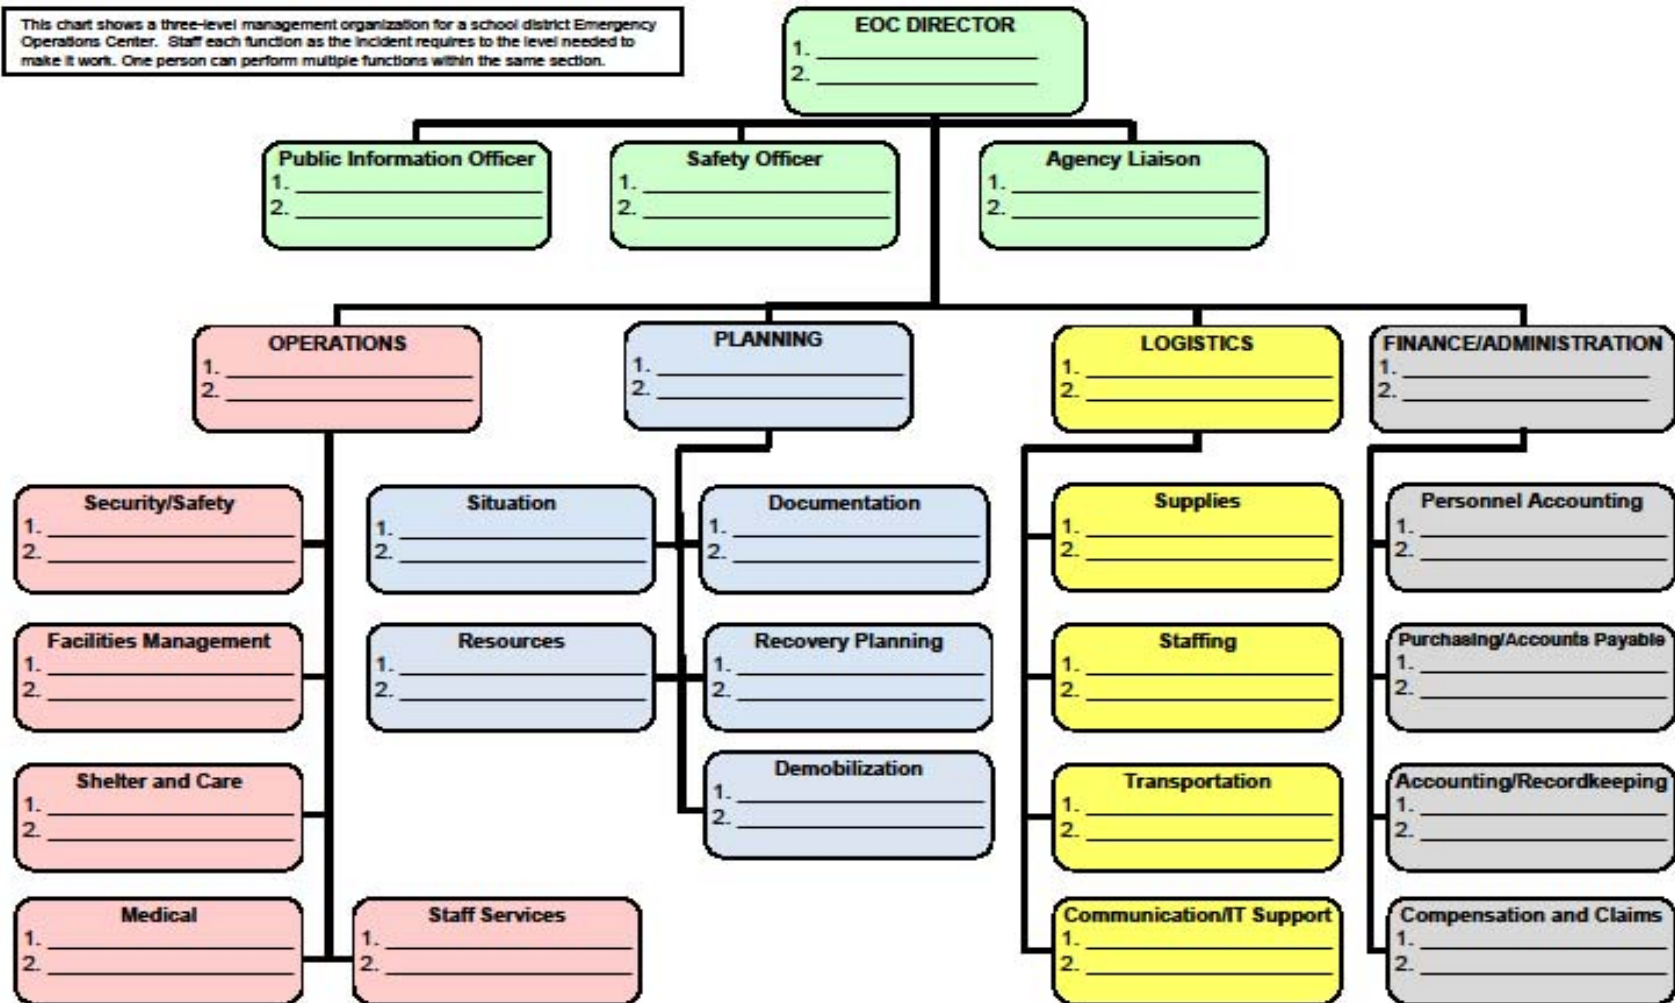 This chart shows a three-level management organization for a school district Emergency
Operations Center. Staff each function as the incident requires to the level needed to
make it work. One person can perform multiple functions within the same section.
EOC DIRECTOR
1.
2.
Public Information Officer
1.
2.
Safety Officer
1.
2.
Agency Liaison
1.
2.
OPERATIONS
1.
2.
PLANNING
1.
2.
LOGISTICS
1.
2.
FINANCE/ADMINISTRATION
1.
2.
Security/Safety
1.
2.
Situation
1.
2.
Documentation
1.
2.
Supplies
1.
2.
Personnel Accounting
1.
2.
Facilities Management
1.
2.
Resources
1.
2.
Recovery Planning
1.
2.
Staffing
1.
2.
Purchasing/Accounts Payable
1.
2.
Shelter and Care
1.
2.
Demobilization
1.
2.
Transportation
1.
2.
Accounting/Recordkeeping
1.
2.
Medical
1.
2.
Staff Services
1.
2.
Communication/IT Support
1.
2.
Compensation and Claims
1.
2.